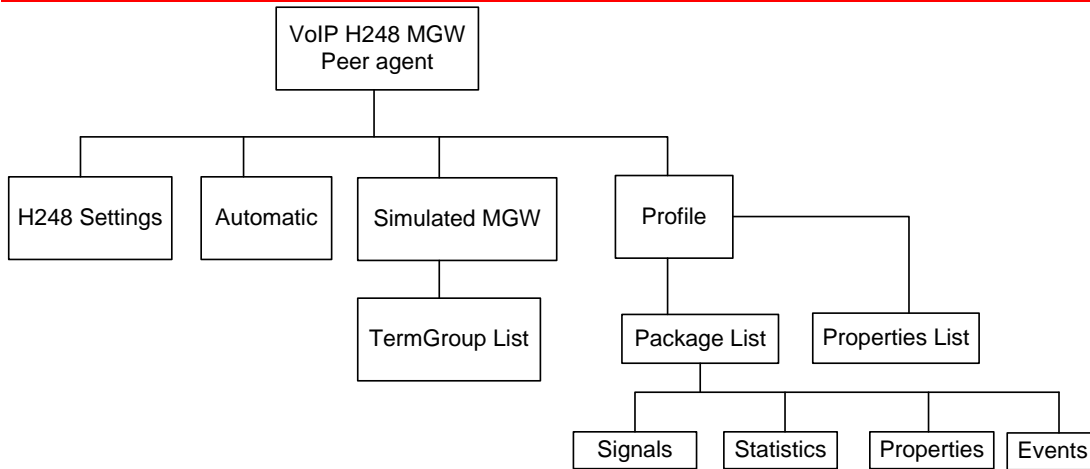 VoIP H248 MGW
Peer agent
H248 Settings
Automatic
Simulated MGW
Profile
TermGroup List
Package List
Properties List
Signals
Statistics
Properties
Events